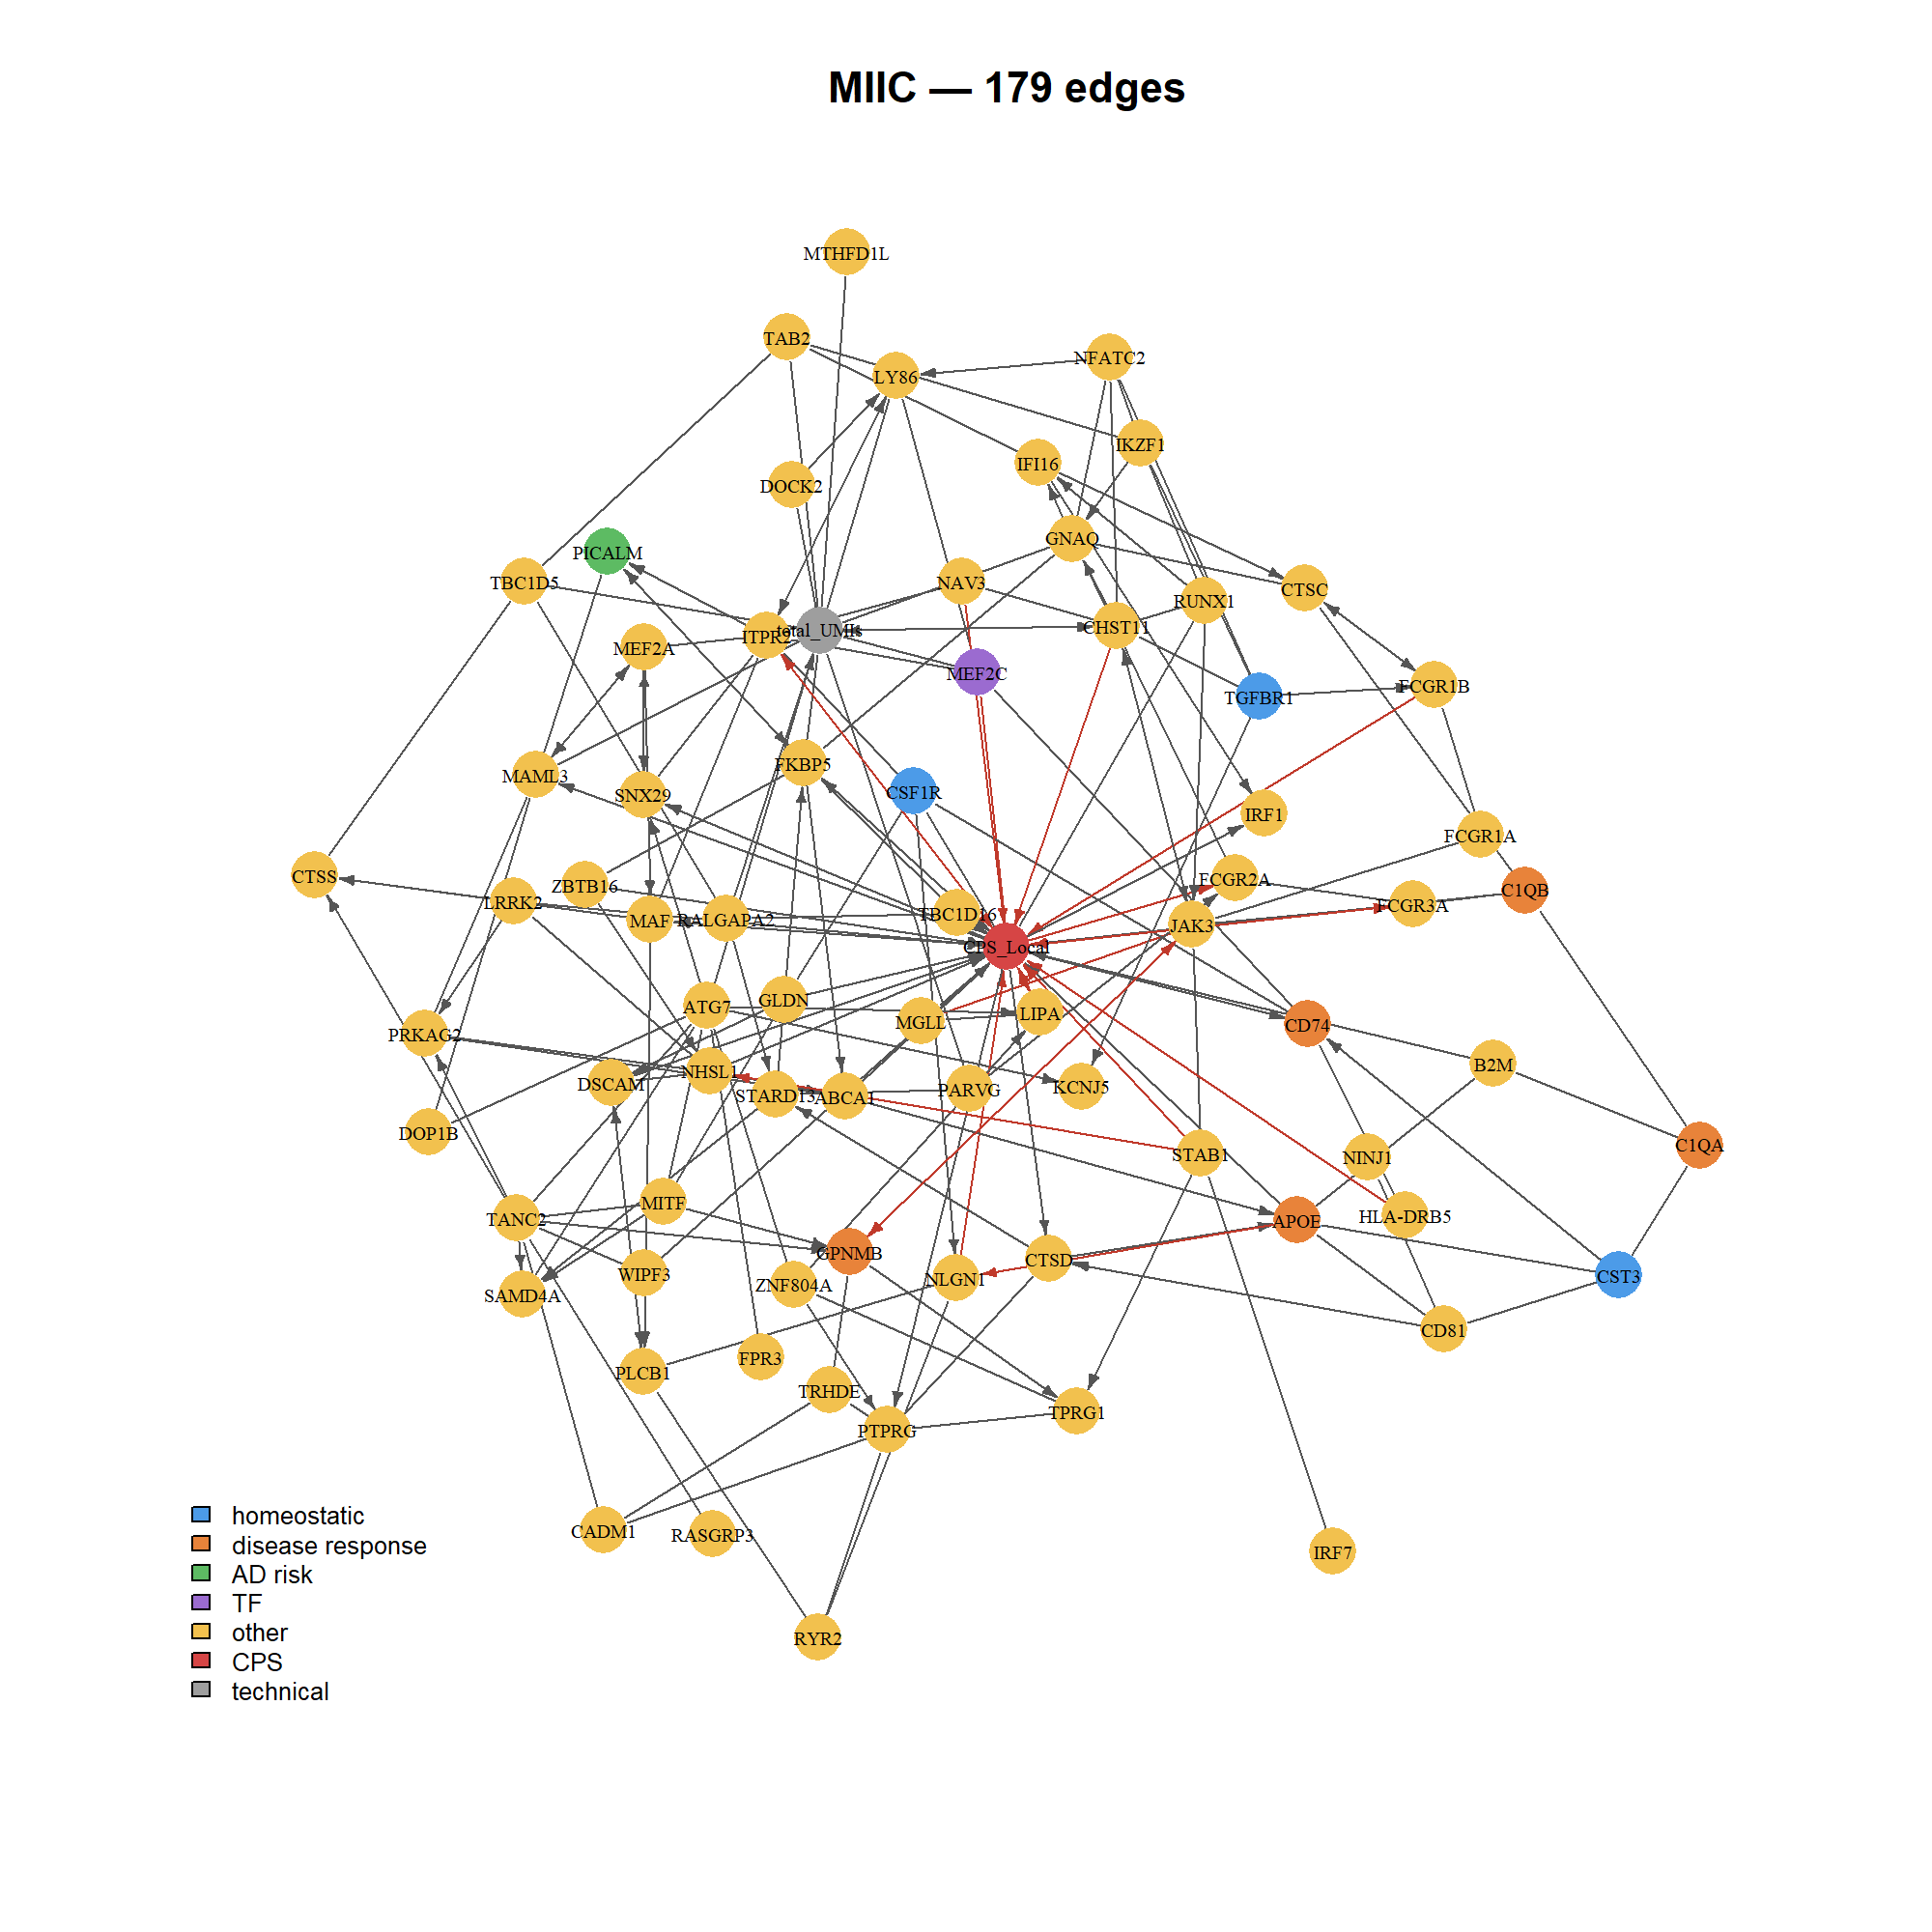 MIIC — 179 edges
MTHFD1L
TAB2
NFATC2
LY86
IKZF1
IFI16
DOCK2
GNAQ
PICALM
TBC1D5
NAV3
CTSC
RUNX1
CHST11
total_UMIs
ITPR2
MEF2A
MEF2C
FCGR1B
TGFBR1
FKBP5
MAML3
CSF1R
SNX29
IRF1
FCGR1A
CTSS
FCGR2A
ZBTB16
C1QB
LRRK2
FCGR3A
TBC1D16
MAF
RALGAPA2
JAK3
CPS_Local
GLDN
ATG7
LIPA
MGLL
CD74
PRKAG2
B2M
NHSL1
DSCAM
KCNJ5
PARVG
STARD13
ABCA1
DOP1B
C1QA
STAB1
NINJ1
MITF
HLA-DRB5
TANC2
APOE
GPNMB
CTSD
WIPF3
CST3
NLGN1
ZNF804A
SAMD4A
CD81
FPR3
PLCB1
TRHDE
TPRG1
PTPRG
CADM1
RASGRP3
IRF7
RYR2
homeostatic
disease response
AD risk
TF
other
CPS
technical